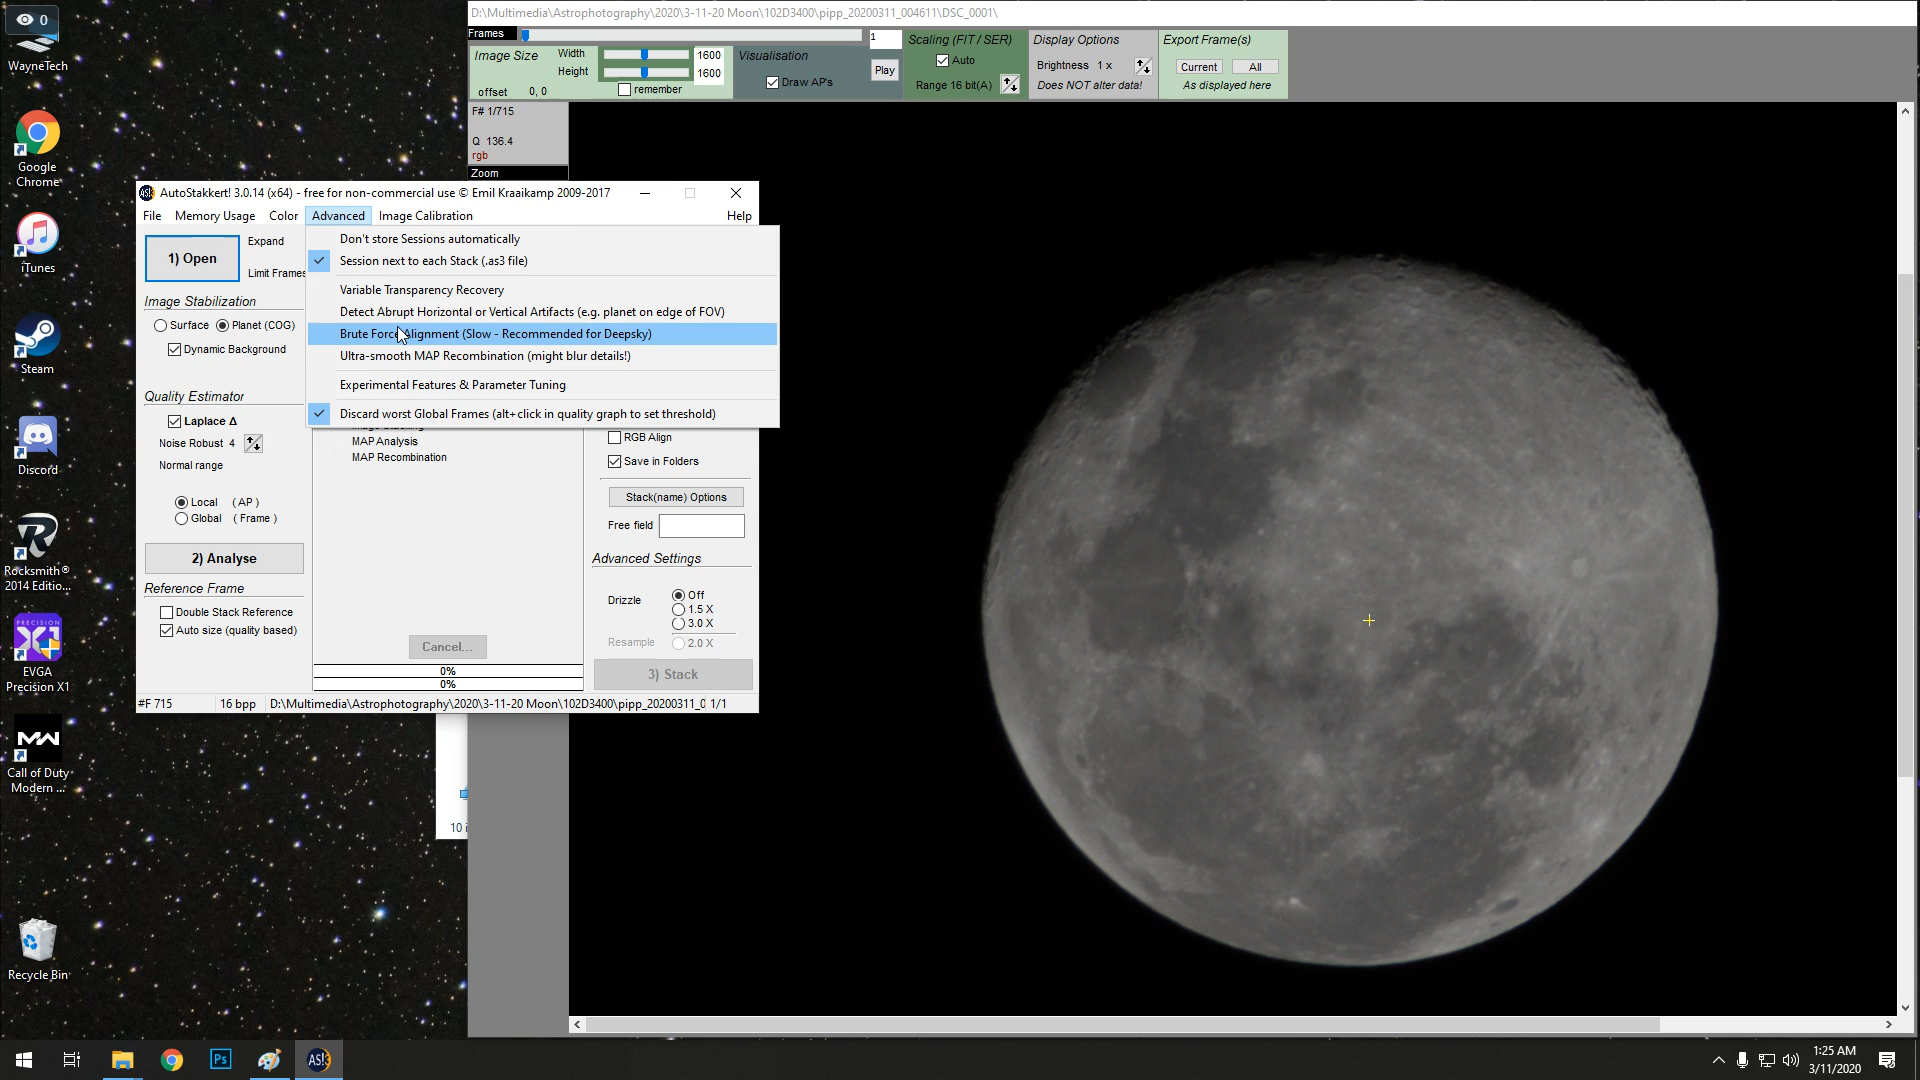 0
WayneTech
Google
Chrome
iTunes
Steam
Discord
Rocksmith®
2014 Editio...
PRECISION
X1
EVGA
Precision X1
MW
Call of Duty
Modern ...
Recycle Bin
D:\Multimedia\Astrophotography\2020\3-11-20 Moon\102D3400\pipp_20200311_004611\DSC_0001\
Frames
1
Image Size
Width
1600
Height
1600
offset 0, 0
remember
Visualisation
Draw AP's
Play
Scaling (FIT / SER)
Auto
Range 16 bit(A)
Display Options
Brightness 1 x
Does NOT alter data!
Export Frame(s)
Current
All
As displayed here
F# 1/715
Q 136.4
rgb
Zoom
AS!3 AutoStakkert! 3.0.14 (x64) - free for non-commercial use © Emil Kraaikamp 2009-2017
File Memory Usage Color Advanced Image Calibration Help
1) Open
Expand
Limit Frames
Image Stabilization
Surface Planet (COG)
Dynamic Background
Quality Estimator
Laplace Δ
Noise Robust 4
Normal range
Local (AP)
Global (Frame)
2) Analyse
Reference Frame
Double Stack Reference
Auto size (quality based)
Don't store Sessions automatically
Session next to each Stack (.as3 file)
Variable Transparency Recovery
Detect Abrupt Horizontal or Vertical Artifacts (e.g. planet on edge of FOV)
Brute Force Alignment (Slow - Recommended for Deepsky)
Ultra-smooth MAP Recombination (might blur details!)
Experimental Features & Parameter Tuning
Discard worst Global Frames (alt+click in quality graph to set threshold)
MAP Analysis
MAP Recombination
Cancel...
0%
0%
RGB Align
Save in Folders
Stack(name) Options
Free field
Advanced Settings
Drizzle
Off
1.5 X
3.0 X
Resample 2.0 X
3) Stack
#F 715 16 bpp D:\Multimedia\Astrophotography\2020\3-11-20 Moon\102D3400\pipp_20200311_0 1/1
10 i
Ps
AS!3
1:25 AM
3/11/2020